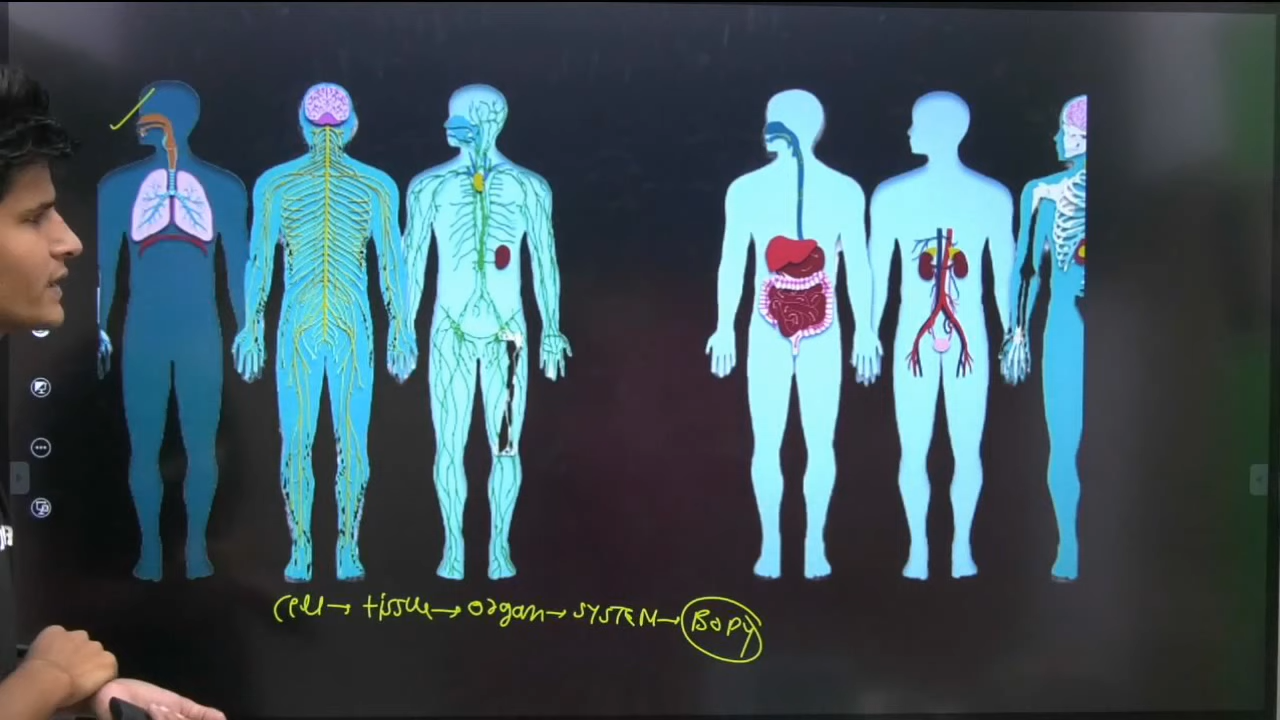 Cell → tissue → organ → SYSTEM → BODY